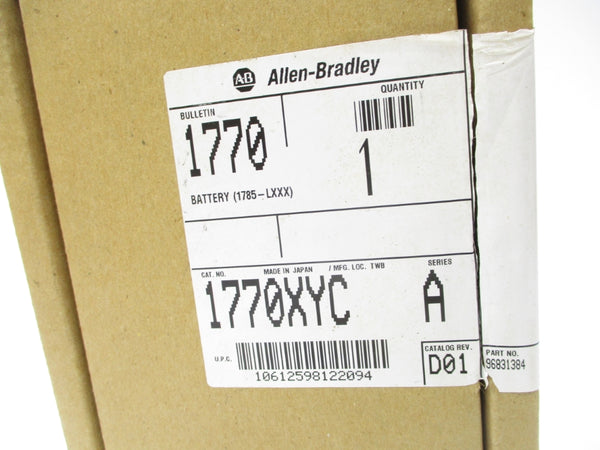 AB Allen-Bradley
BULLETIN
QUANTITY
1770
1
BATTERY (1785-LXXX)
CAT. NO. MADE IN JAPAN / MFG. LOC. TWB SERIES
1770XYC A
U.P.C.
10612598122094
CATALOG REV.
D01
PART NO.
96831384